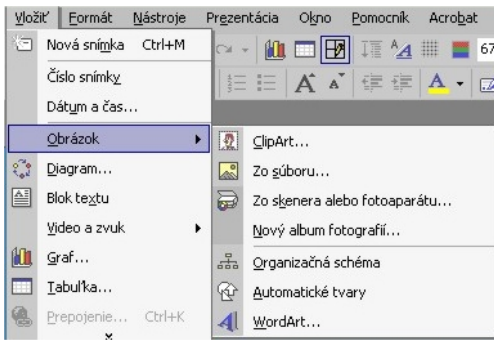 Vložiť Formát Nástroje Prezentácia Okno Pomocník Acrobat
Nová snímka Ctrl+M
67
Číslo snímky
Dátum a čas...
Obrázok
ClipArt...
Diagram...
Zo súboru...
Blok textu
Zo skenera alebo fotoaparátu...
Video a zvuk
Nový album fotografií...
Graf...
Organizačná schéma
Tabuľka...
Automatické tvary
Prepojenie... Ctrl+K
WordArt...